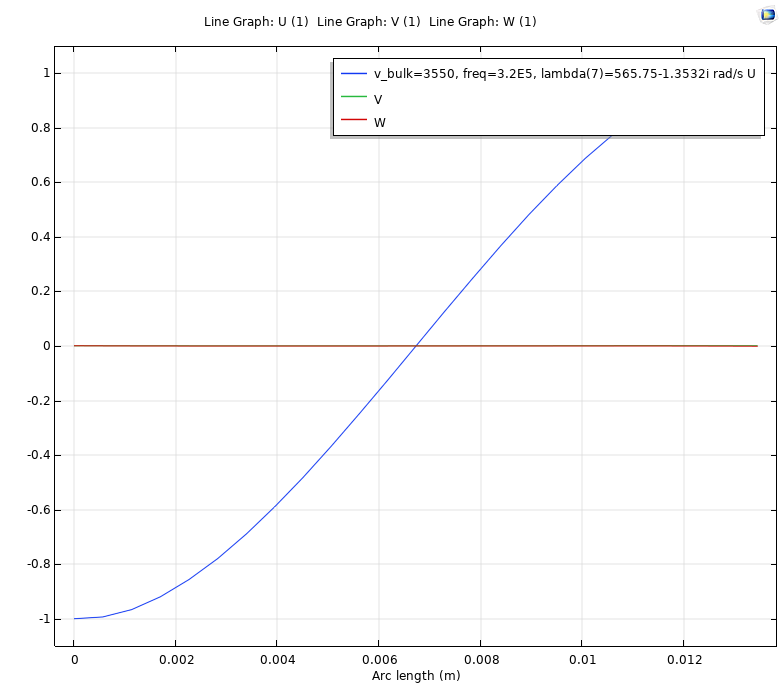 Line Graph: U (1)  Line Graph: V (1)  Line Graph: W (1)
v_bulk=3550, freq=3.2E5, lambda(7)=565.75-1.3532i rad/s U
V
W
1
0.8
0.6
0.4
0.2
0
-0.2
-0.4
-0.6
-0.8
-1
0 0.002 0.004 0.006 0.008 0.01 0.012
Arc length (m)